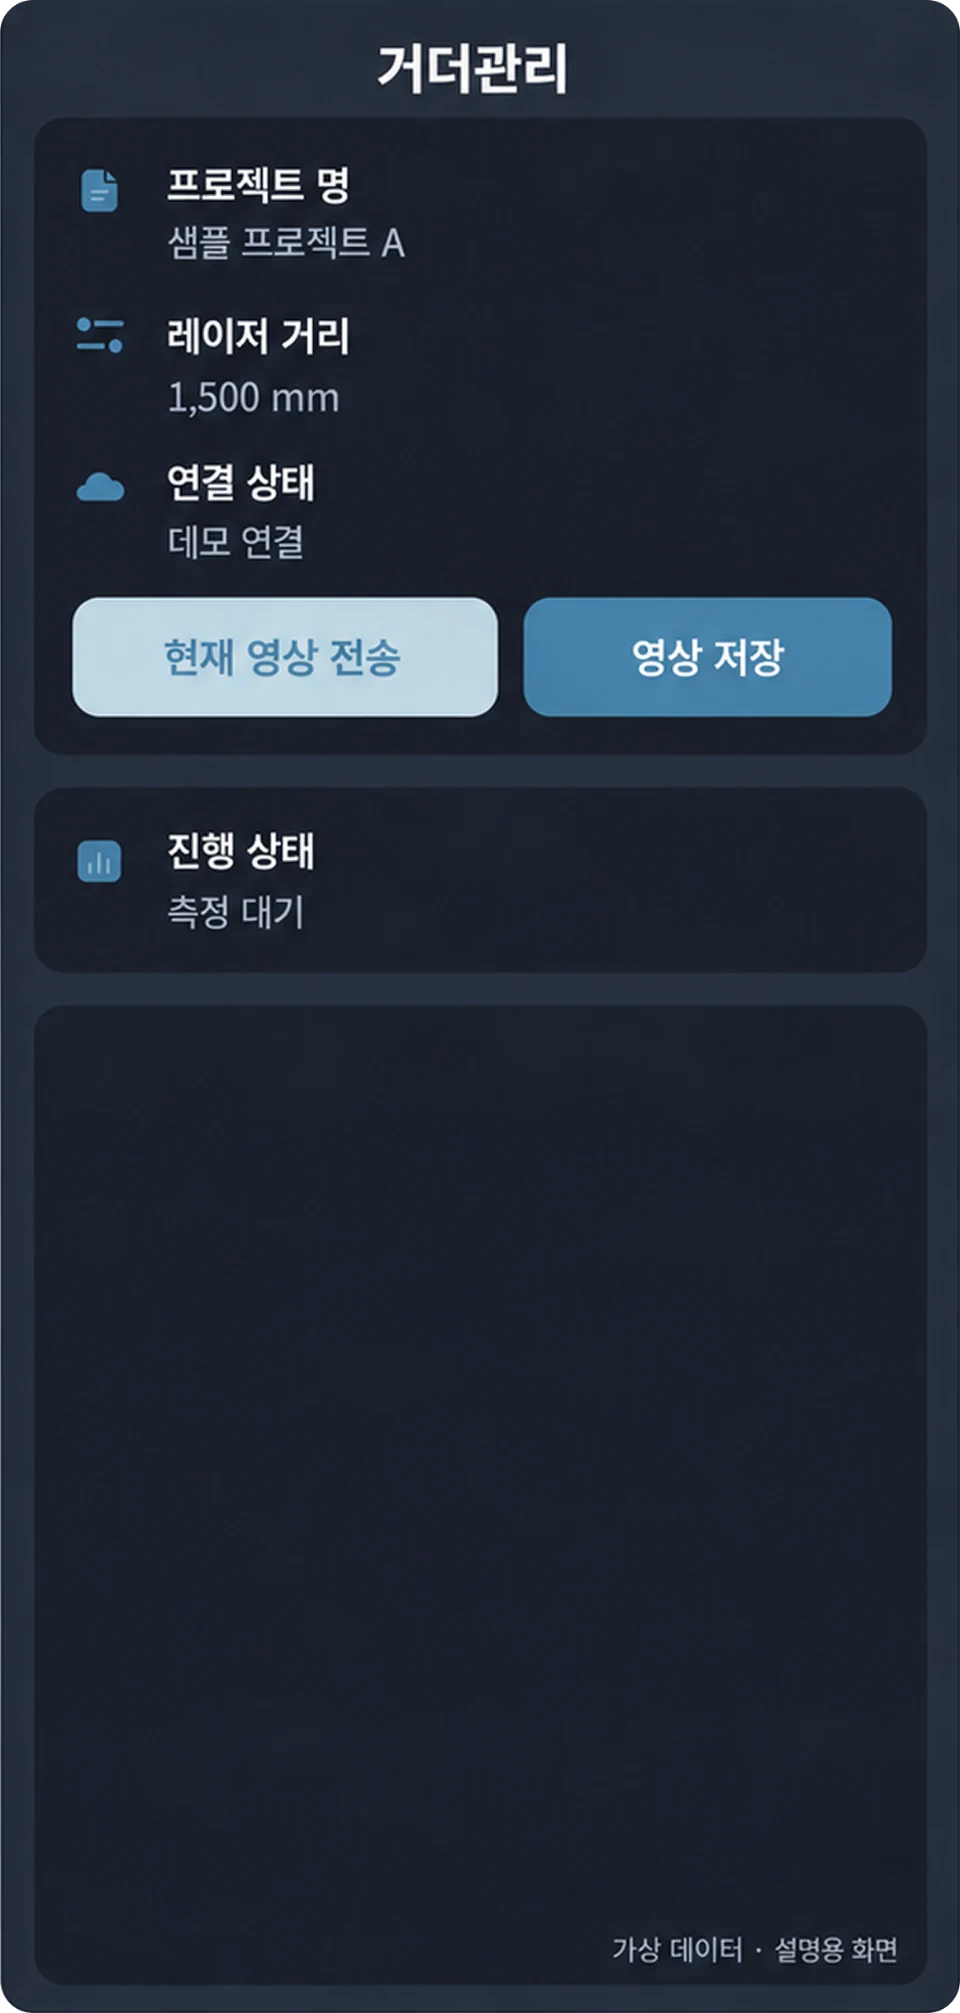 거더관리
프로젝트 명
샘플 프로젝트 A
레이저 거리
1,500 mm
연결 상태
데모 연결
현재 영상 전송
영상 저장
진행 상태
측정 대기
가상 데이터 · 설명용 화면